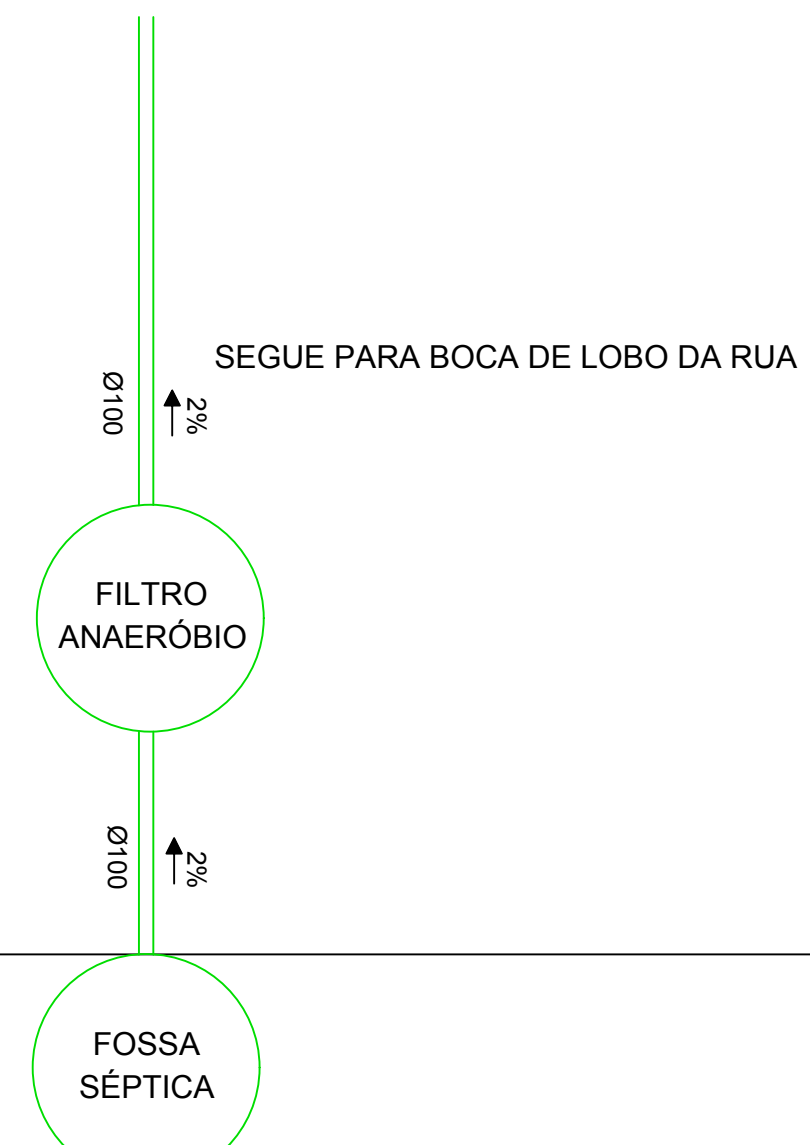 SEGUE PARA BOCA DE LOBO DA RUA
Ø100
2%
FILTRO
ANAERÓBIO
Ø100
2%
FOSSA
SÉPTICA